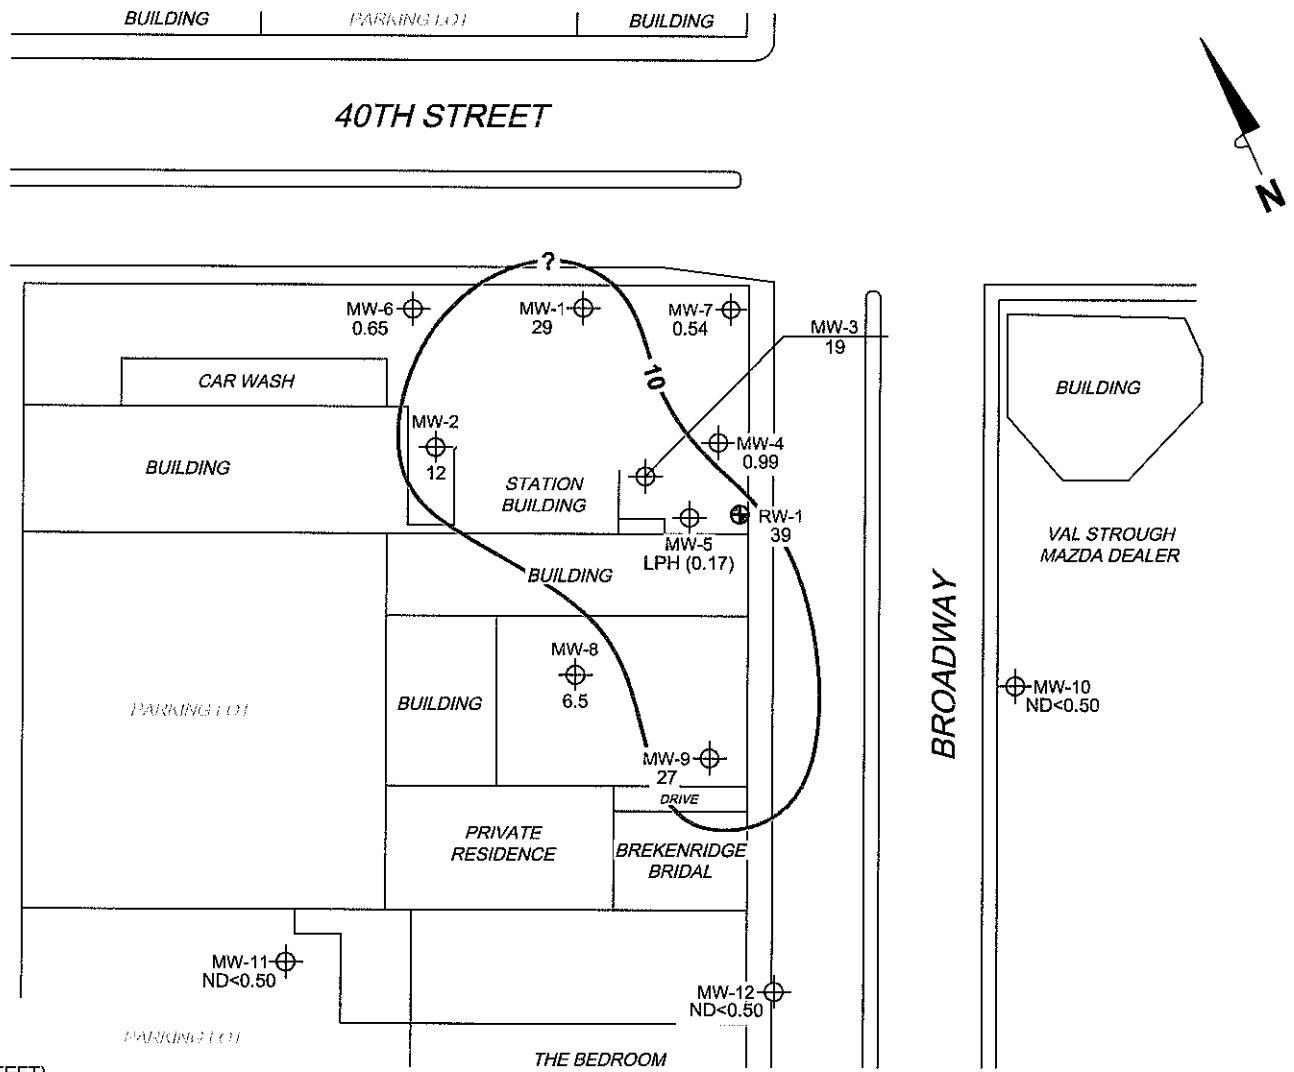 BUILDING
PARKING LOT
BUILDING
40TH STREET
N
?
MW-6
0.65
MW-1
29
MW-7
0.54
MW-3
19
10
CAR WASH
BUILDING
MW-2
12
MW-4
0.99
BUILDING
STATION
BUILDING
RW-1
39
MW-5
LPH (0.17)
VAL STROUGH
MAZDA DEALER
BUILDING
BROADWAY
MW-8
6.5
BUILDING
PARKING LOT
MW-10
ND<0.50
MW-9
27
DRIVE
PRIVATE
RESIDENCE
BREKENRIDGE
BRIDAL
MW-11
ND<0.50
MW-12
ND<0.50
PARKING LOT
THE BEDROOM